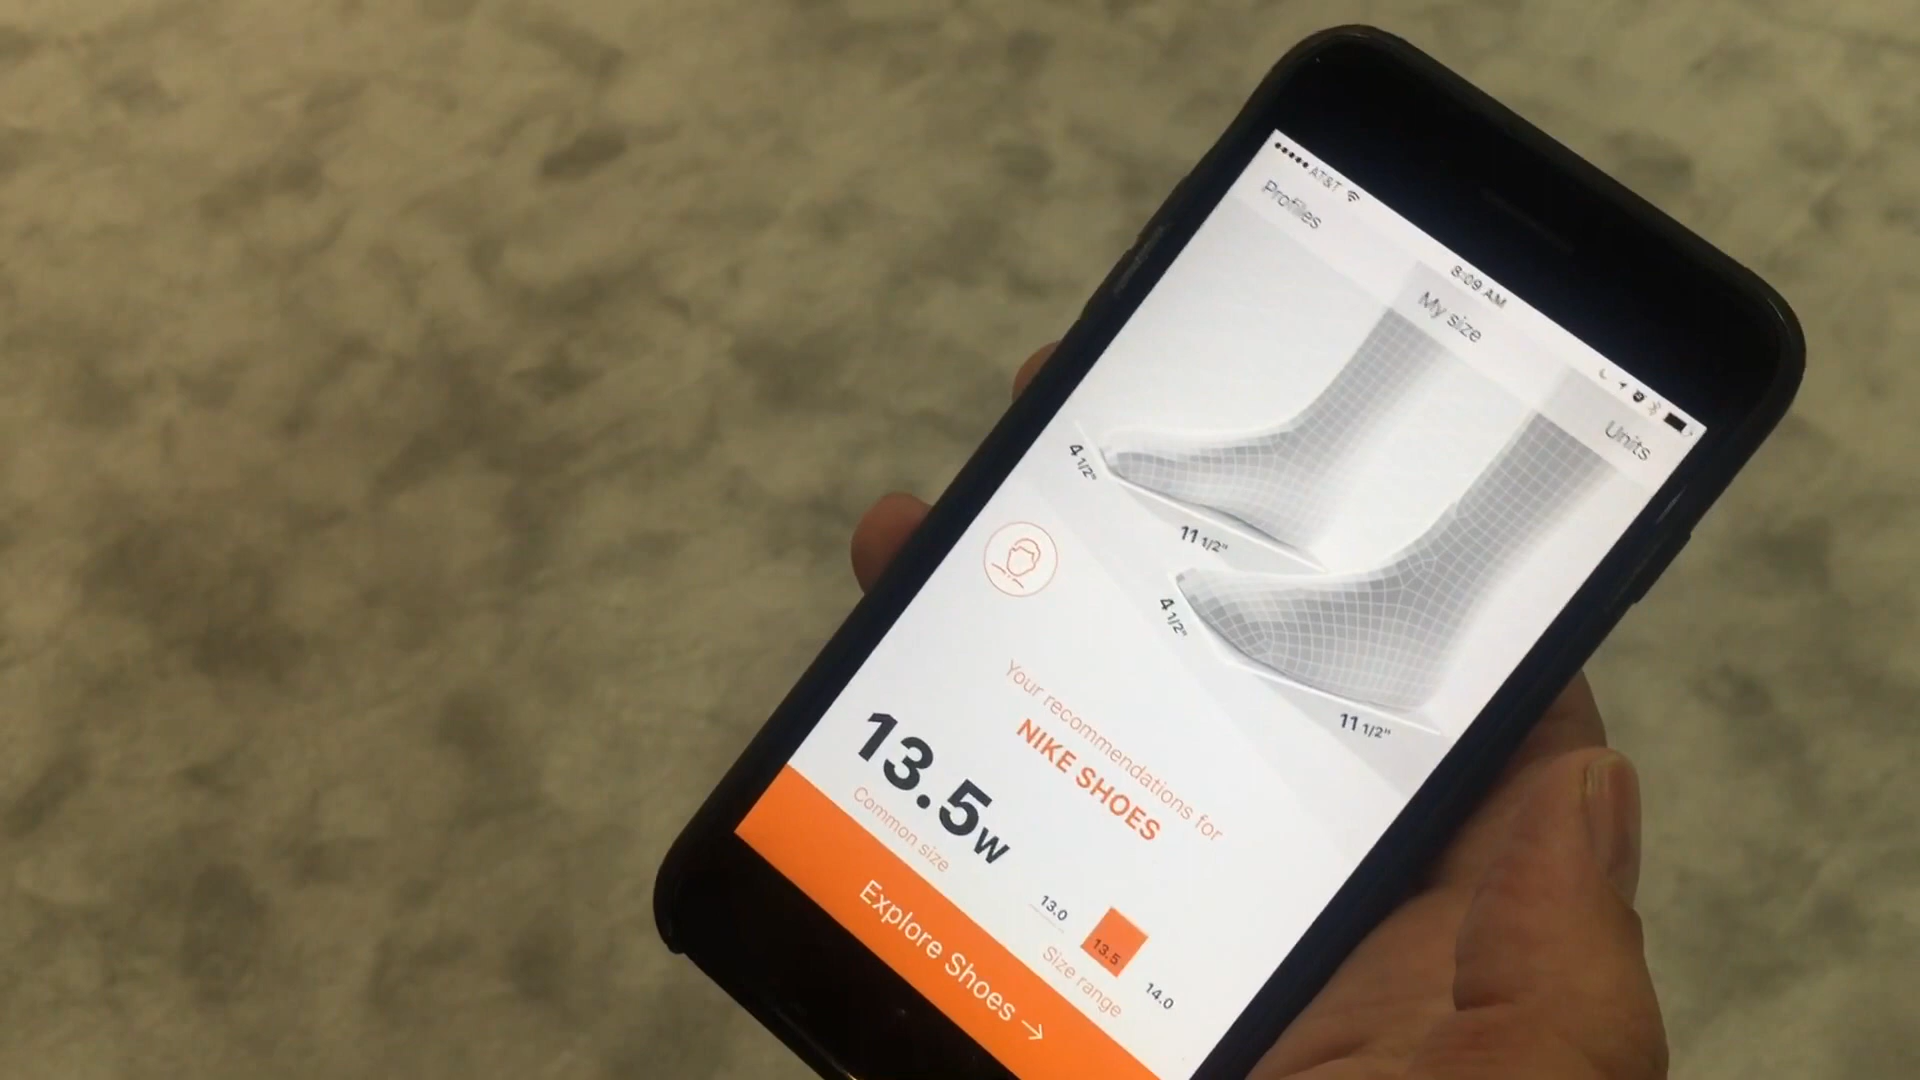 AT&T
8:09 AM
Profiles
My size
Units
4 1/2"
11 1/2"
4 1/2"
11 1/2"
Your recommendations for
NIKE SHOES
13.5w
Common size
13.0
13.5
14.0
Size range
Explore Shoes →